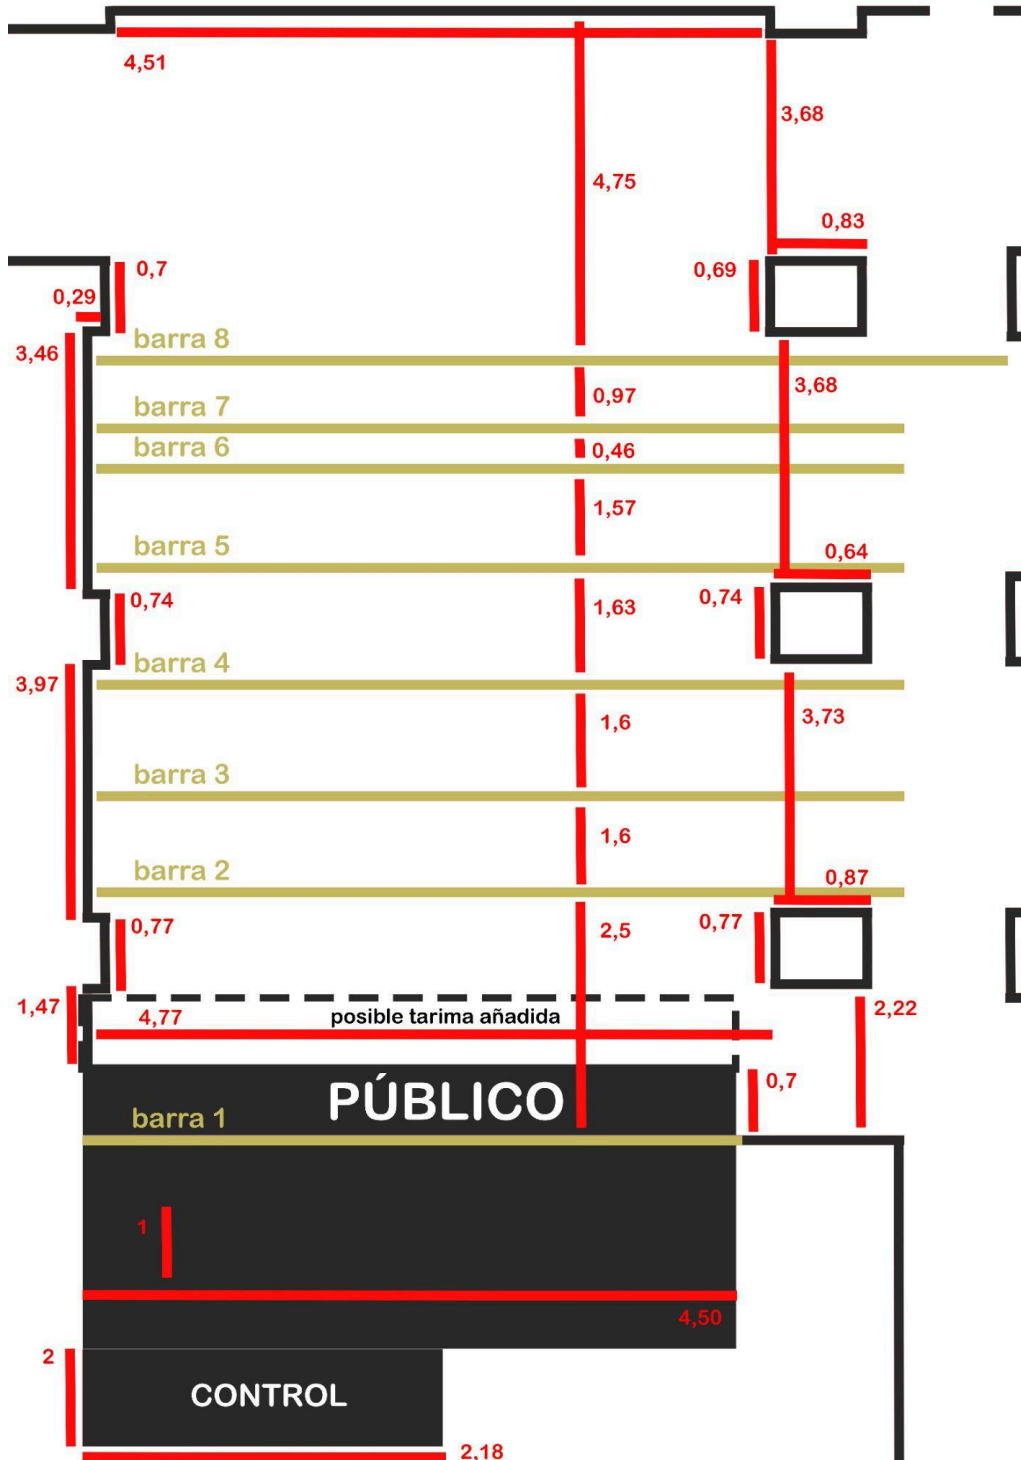 4,51
3,68
4,75
0,83
0,7
0,69
0,29
barra 8
3,46
3,68
0,97
barra 7
barra 6
0,46
1,57
barra 5
0,64
0,74
1,63
0,74
barra 4
3,97
1,6
3,73
barra 3
1,6
barra 2
0,87
0,77
2,5
0,77
1,47
4,77
posible tarima añadida
2,22
PÚBLICO
0,7
barra 1
1
4,50
2
CONTROL
2,18